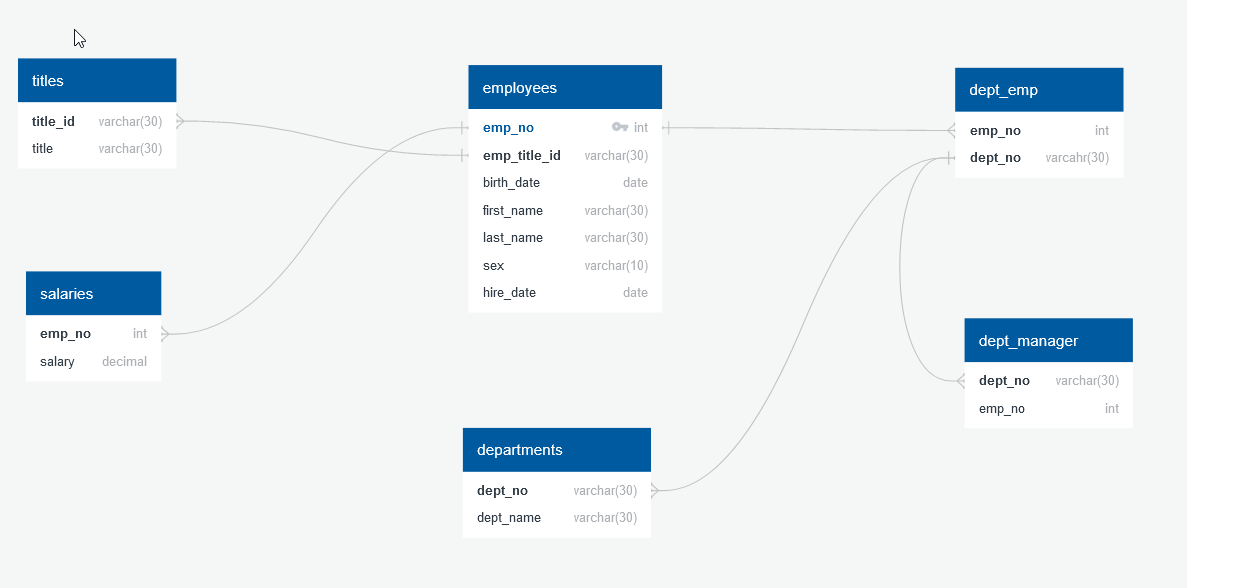 titles
title_id varchar(30)
title varchar(30)
employees
emp_no int
emp_title_id varchar(30)
birth_date date
first_name varchar(30)
last_name varchar(30)
sex varchar(10)
hire_date date
dept_emp
emp_no int
dept_no varcahr(30)
salaries
emp_no int
salary decimal
dept_manager
dept_no varchar(30)
emp_no int
departments
dept_no varchar(30)
dept_name varchar(30)